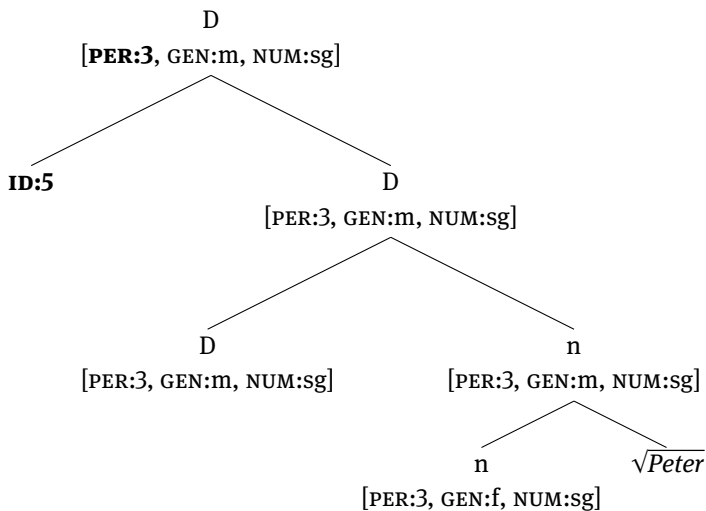 D
[PER:3, GEN:m, NUM:sg]
ID:5
D
[PER:3, GEN:m, NUM:sg]
D
n
[PER:3, GEN:m, NUM:sg]
[PER:3, GEN:m, NUM:sg]
n
√Peter
[PER:3, GEN:f, NUM:sg]